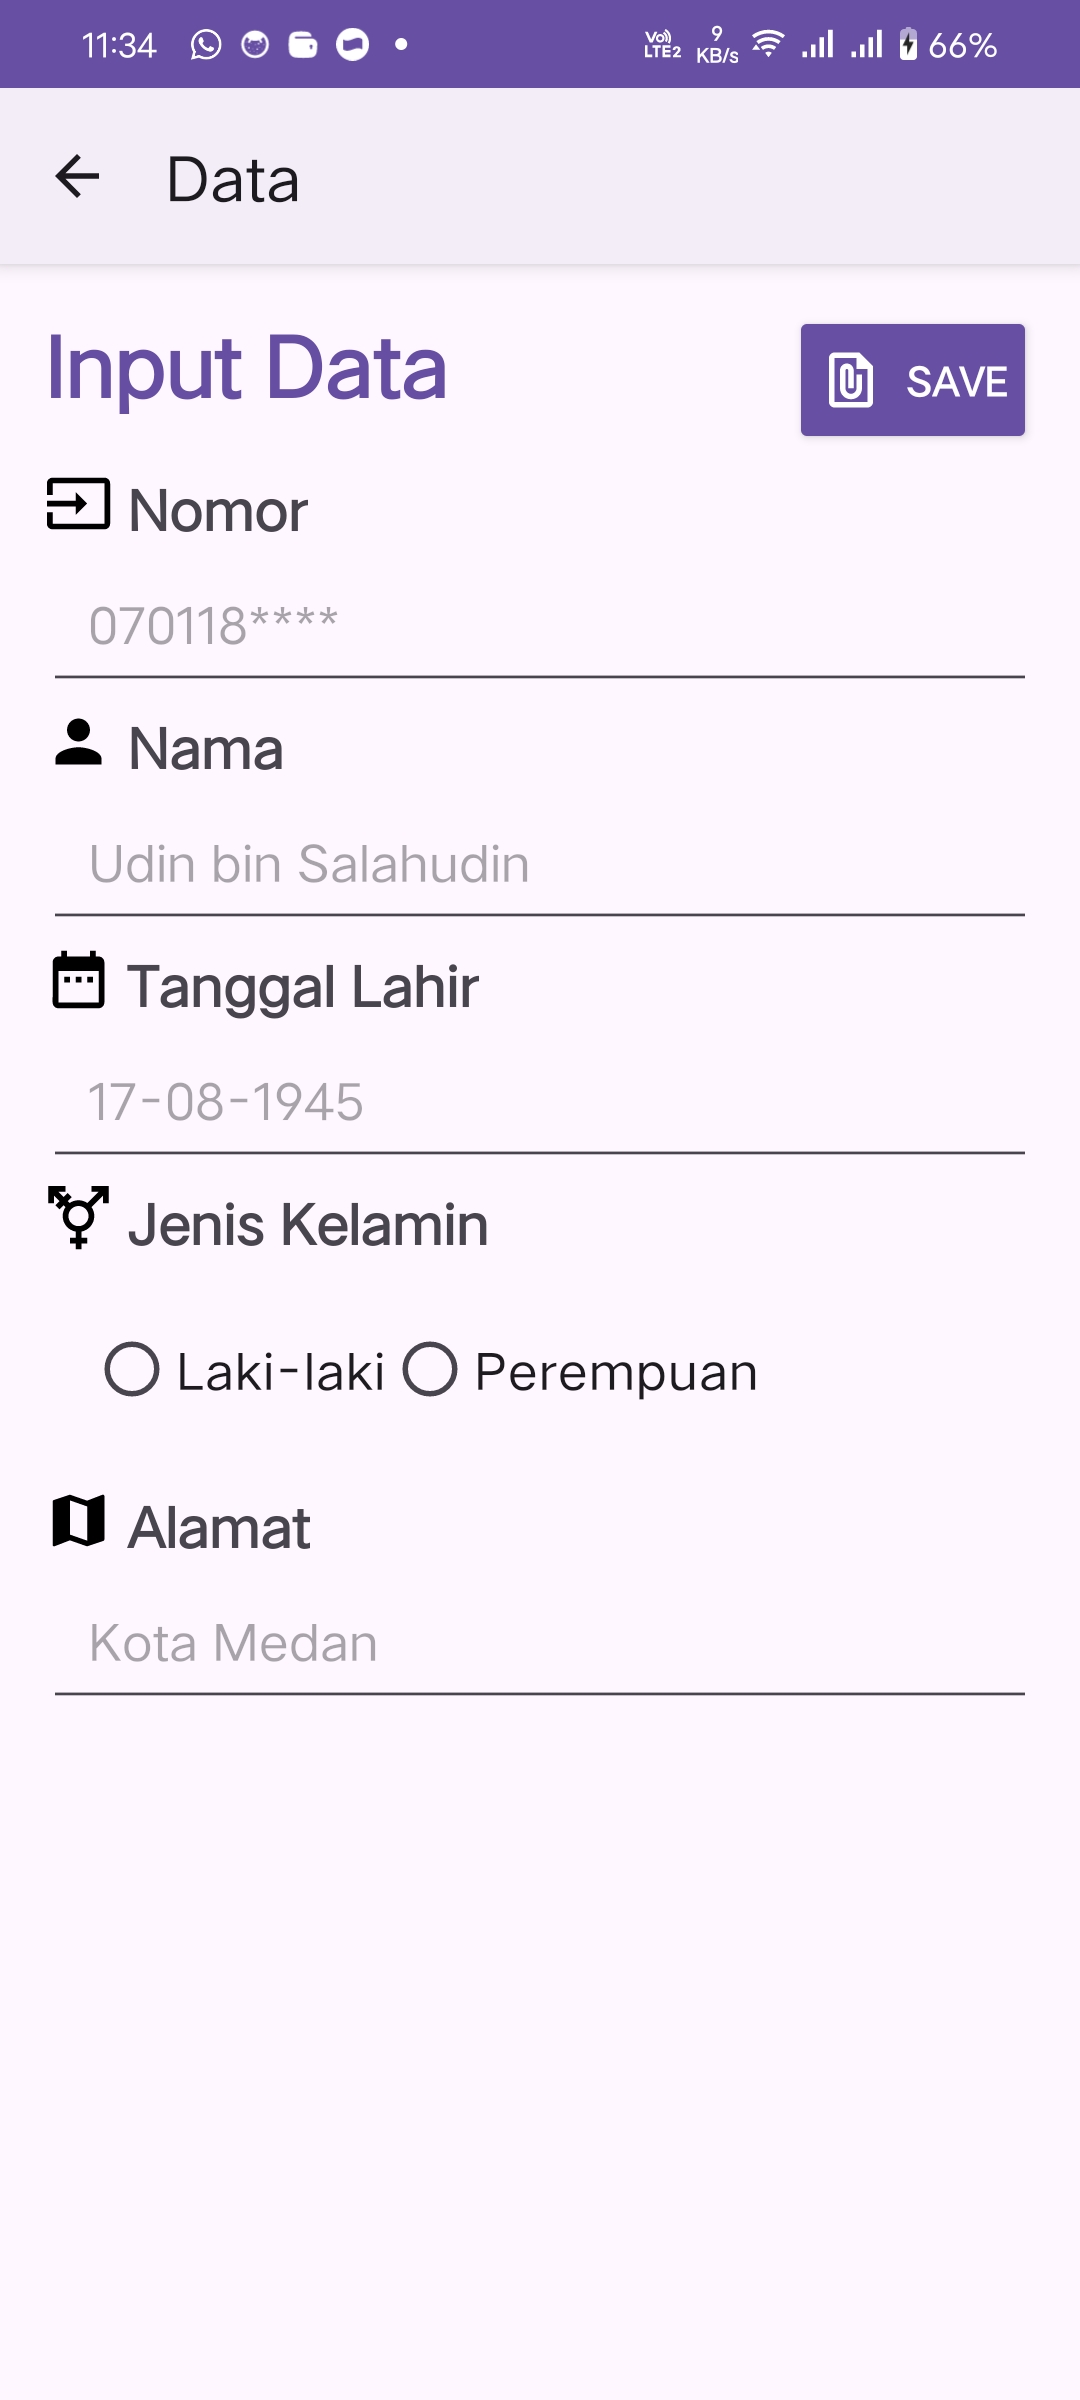 11:34 Vo)) LTE2 9 KB/s 66%
Data
Input Data
SAVE
Nomor
070118****
Nama
Udin bin Salahudin
Tanggal Lahir
17-08-1945
Jenis Kelamin
Laki-laki Perempuan
Alamat
Kota Medan